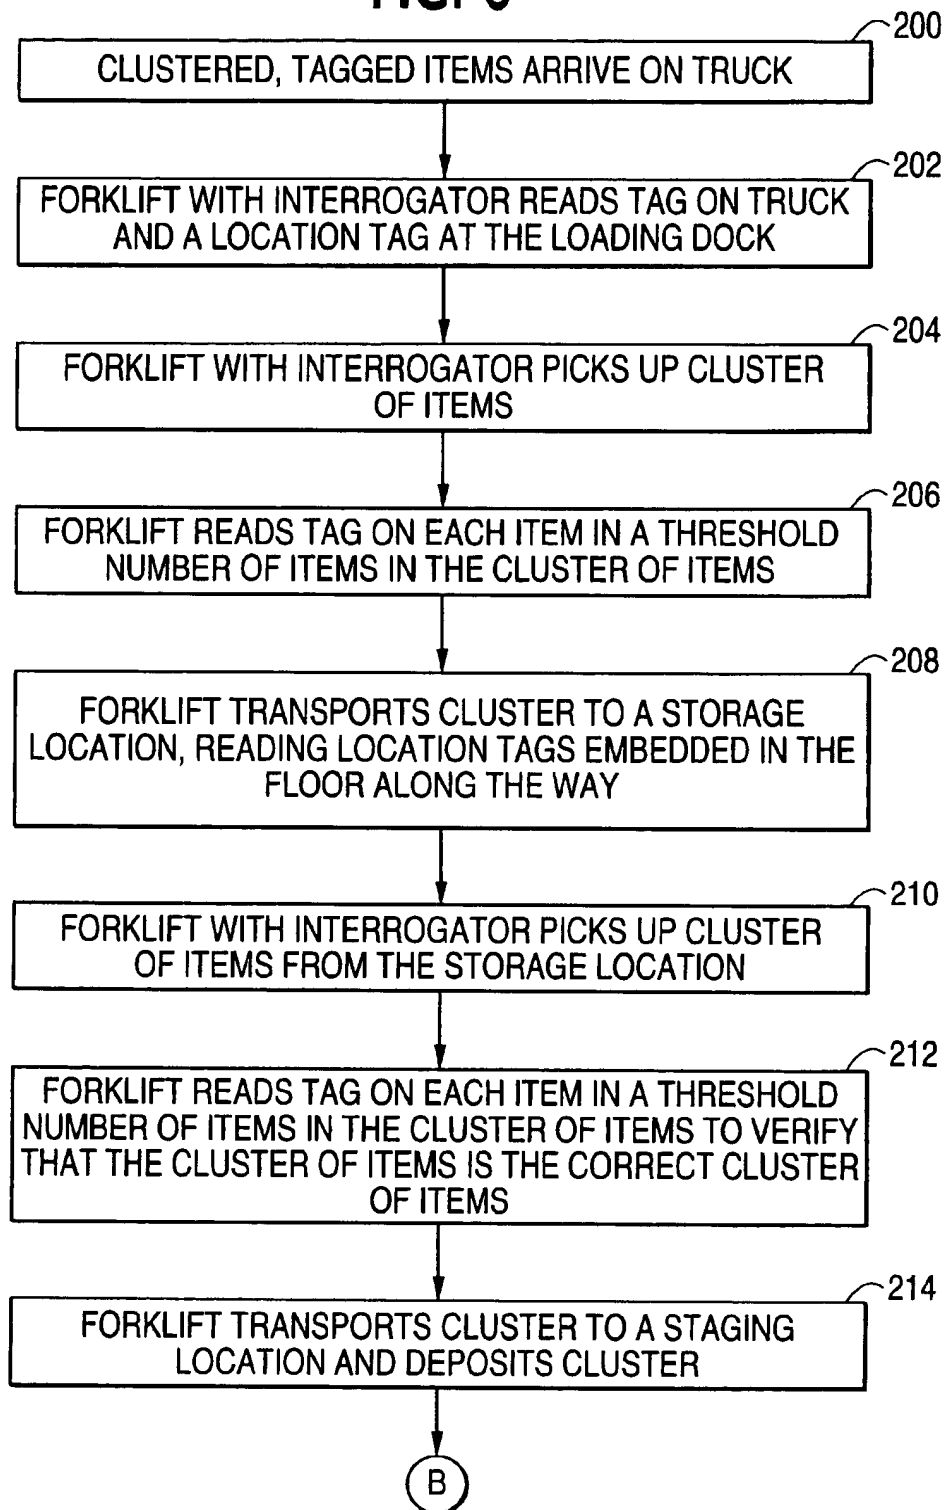 200
CLUSTERED, TAGGED ITEMS ARRIVE ON TRUCK
202
FORKLIFT WITH INTERROGATOR READS TAG ON TRUCK
AND A LOCATION TAG AT THE LOADING DOCK
204
FORKLIFT WITH INTERROGATOR PICKS UP CLUSTER
OF ITEMS
206
FORKLIFT READS TAG ON EACH ITEM IN A THRESHOLD
NUMBER OF ITEMS IN THE CLUSTER OF ITEMS
208
FORKLIFT TRANSPORTS CLUSTER TO A STORAGE
LOCATION, READING LOCATION TAGS EMBEDDED IN THE
FLOOR ALONG THE WAY
210
FORKLIFT WITH INTERROGATOR PICKS UP CLUSTER
OF ITEMS FROM THE STORAGE LOCATION
212
FORKLIFT READS TAG ON EACH ITEM IN A THRESHOLD
NUMBER OF ITEMS IN THE CLUSTER OF ITEMS TO VERIFY
THAT THE CLUSTER OF ITEMS IS THE CORRECT CLUSTER
OF ITEMS
214
FORKLIFT TRANSPORTS CLUSTER TO A STAGING
LOCATION AND DEPOSITS CLUSTER
B